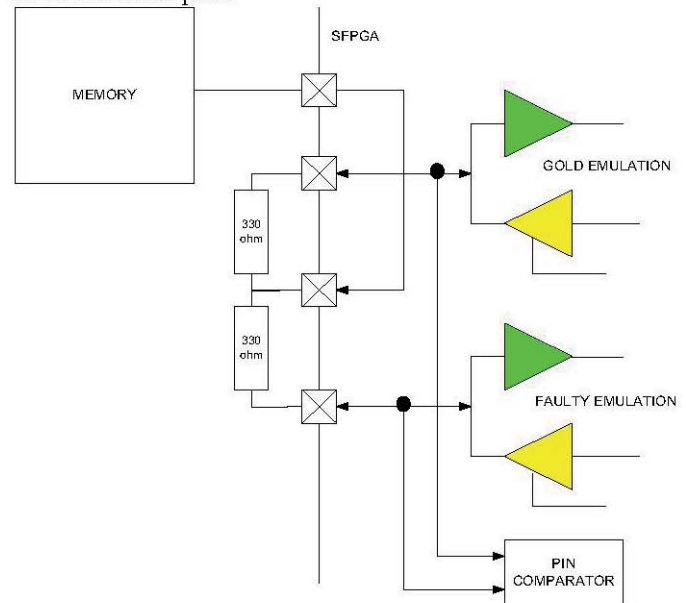 SFPGA
MEMORY
GOLD EMULATION
330
ohm
330
ohm
FAULTY EMULATION
PIN
COMPARATOR